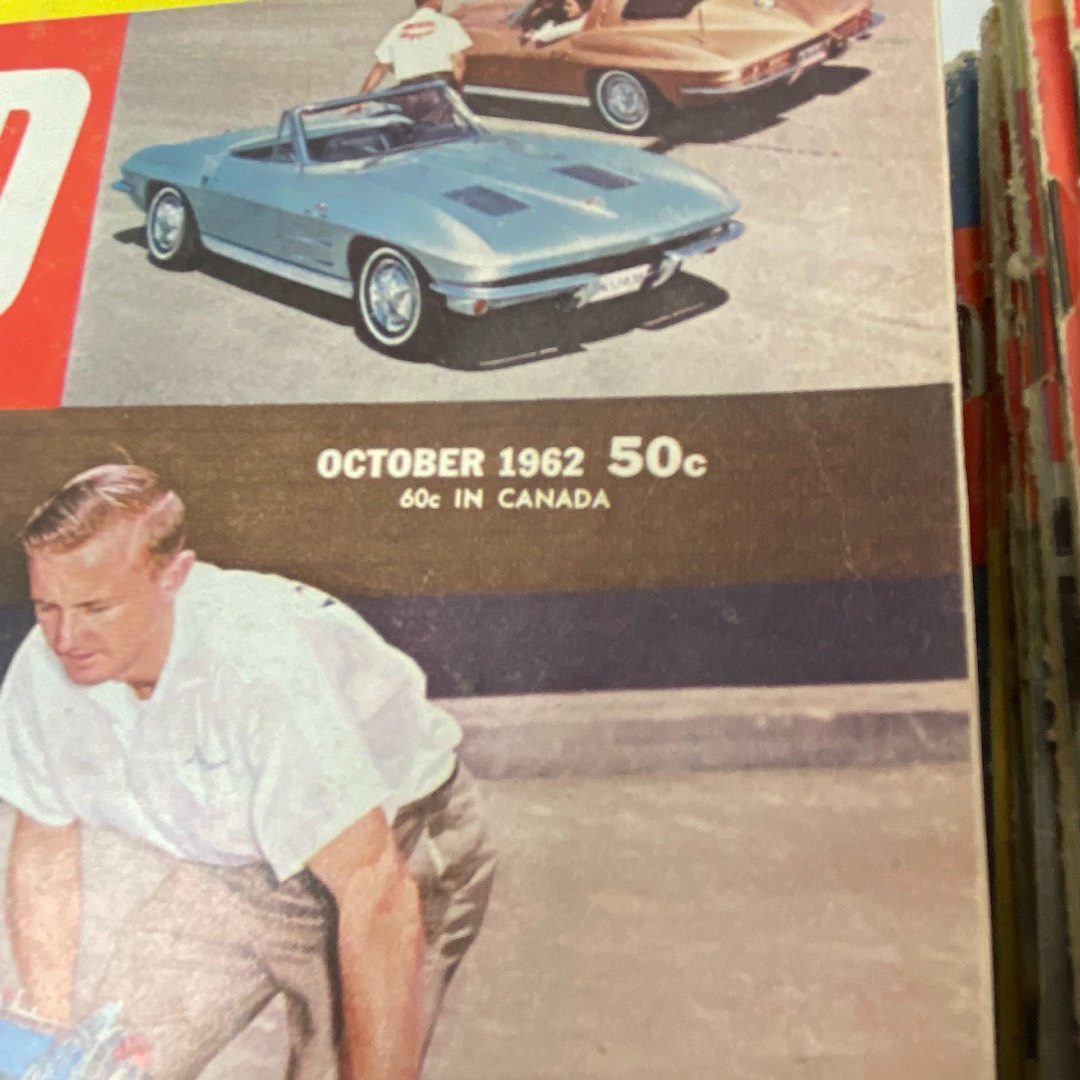 D
OCTOBER 1962 50c
60c IN CANADA